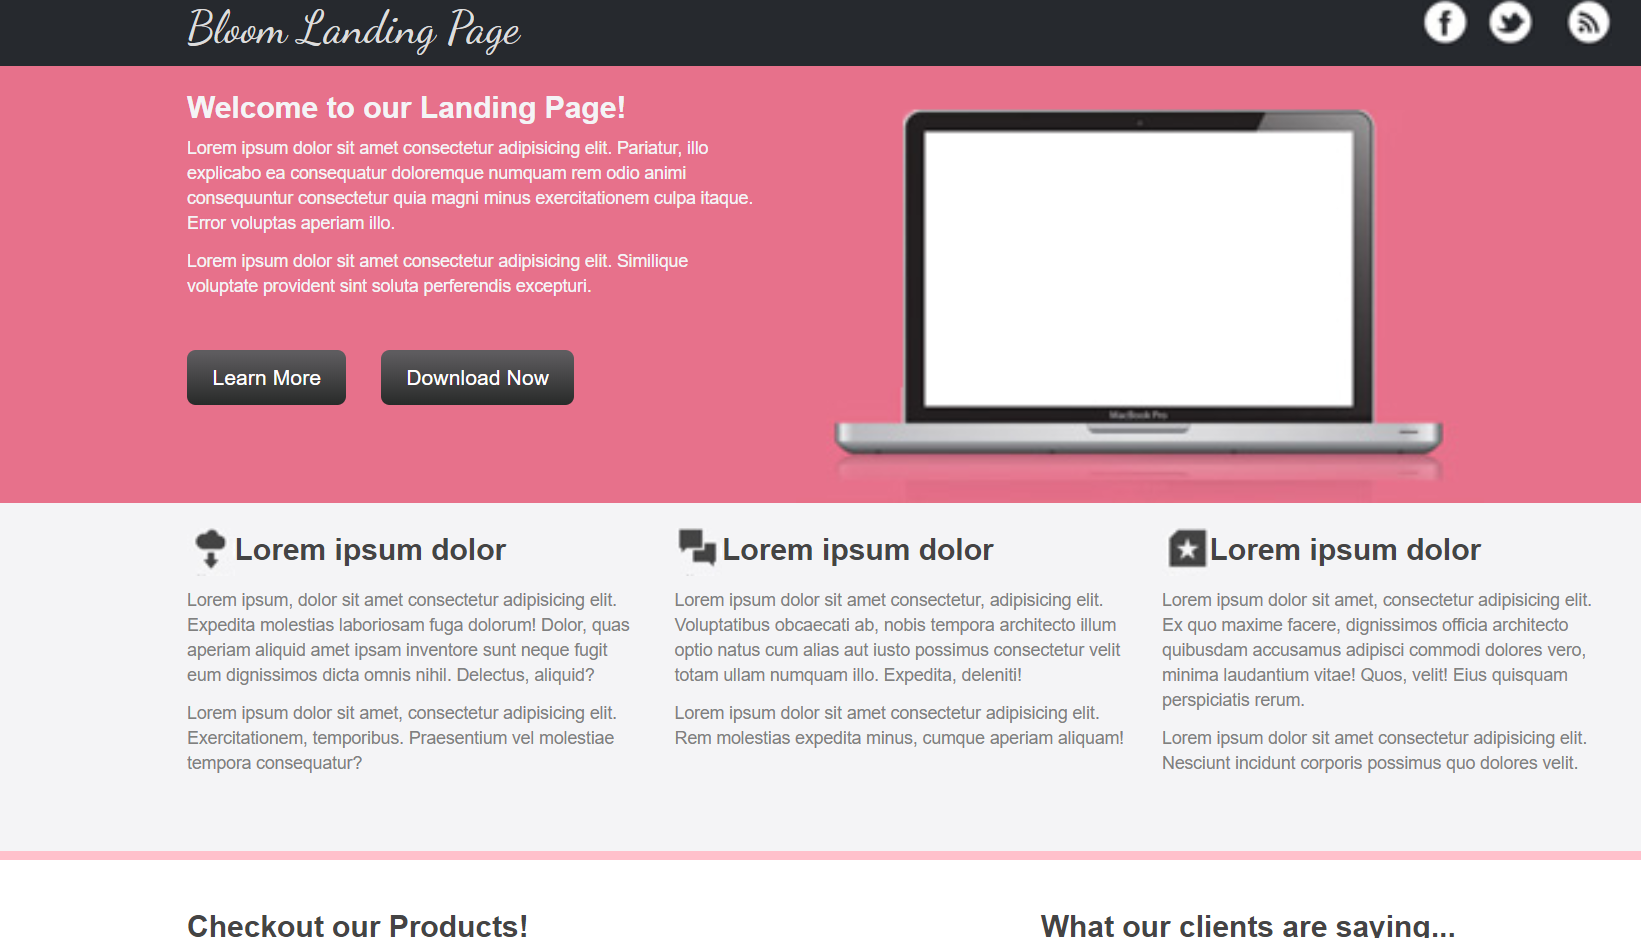 Bloom Landing Page
Welcome to our Landing Page!
Lorem ipsum dolor sit amet consectetur adipisicing elit. Pariatur, illo
explicabo ea consequatur doloremque numquam rem odio animi
consequuntur consectetur quia magni minus exercitationem culpa itaque.
Error voluptas aperiam illo.
Lorem ipsum dolor sit amet consectetur adipisicing elit. Similique
voluptate provident sint soluta perferendis excepturi.
Learn More
Download Now
MacBook Pro
Lorem ipsum dolor
Lorem ipsum, dolor sit amet consectetur adipisicing elit.
Expedita molestias laboriosam fuga dolorum! Dolor, quas
aperiam aliquid amet ipsam inventore sunt neque fugit
eum dignissimos dicta omnis nihil. Delectus, aliquid?
Lorem ipsum dolor sit amet, consectetur adipisicing elit.
Exercitationem, temporibus. Praesentium vel molestiae
tempora consequatur?
Lorem ipsum dolor
Lorem ipsum dolor sit amet consectetur, adipisicing elit.
Voluptatibus obcaecati ab, nobis tempora architecto illum
optio natus cum alias aut iusto possimus consectetur velit
totam ullam numquam illo. Expedita, deleniti!
Lorem ipsum dolor sit amet consectetur adipisicing elit.
Rem molestias expedita minus, cumque aperiam aliquam!
Lorem ipsum dolor
Lorem ipsum dolor sit amet, consectetur adipisicing elit.
Ex quo maxime facere, dignissimos officia architecto
quibusdam accusamus adipisci commodi dolores vero,
minima laudantium vitae! Quos, velit! Eius quisquam
perspiciatis rerum.
Lorem ipsum dolor sit amet consectetur adipisicing elit.
Nesciunt incidunt corporis possimus quo dolores velit.
Checkout our Products!
What our clients are saying...